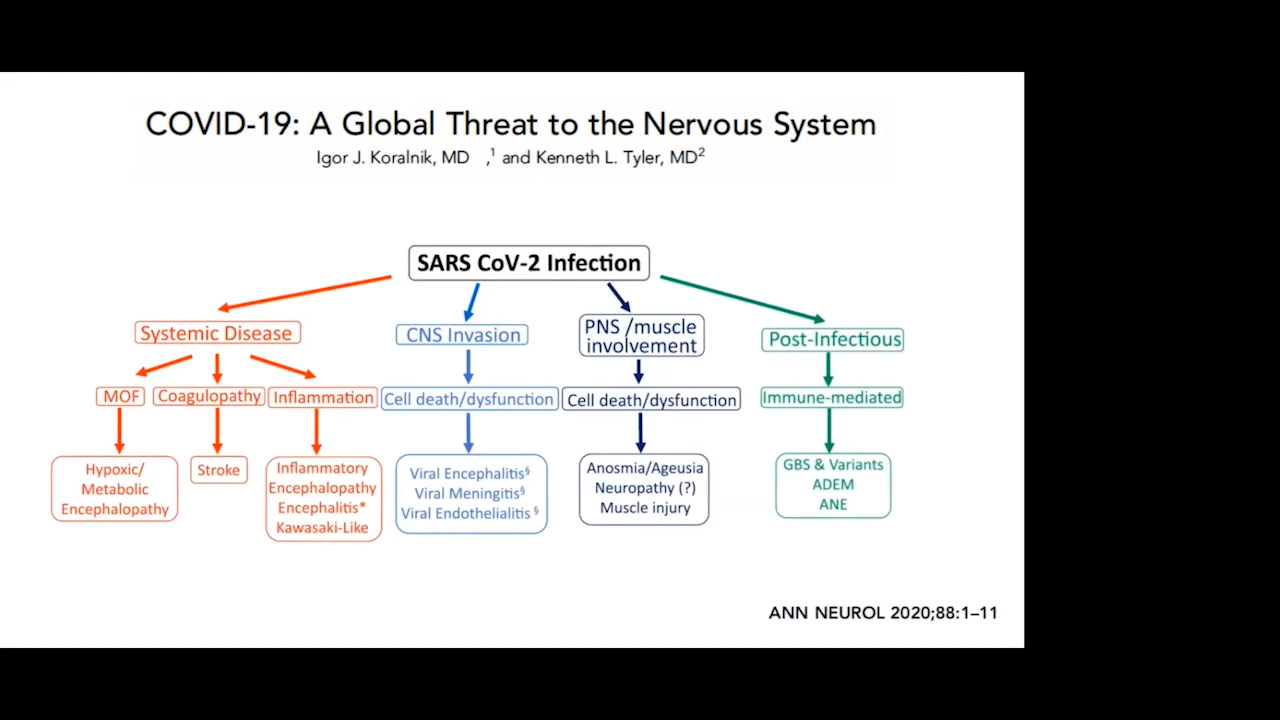 COVID-19: A Global Threat to the Nervous System
Igor J. Koralnik, MD ,1 and Kenneth L. Tyler, MD2
SARS CoV-2 Infection
Systemic Disease
CNS Invasion
PNS /muscle
involvement
Post-Infectious
MOF
Coagulopathy
Inflammation
Cell death/dysfunction
Cell death/dysfunction
Immune-mediated
Hypoxic/
Metabolic
Encephalopathy
Stroke
Inflammatory
Encephalopathy
Encephalitis*
Kawasaki-Like
Viral Encephalitis§
Viral Meningitis§
Viral Endothelialitis §
Anosmia/Ageusia
Neuropathy (?)
Muscle injury
GBS & Variants
ADEM
ANE
ANN NEUROL 2020;88:1–11